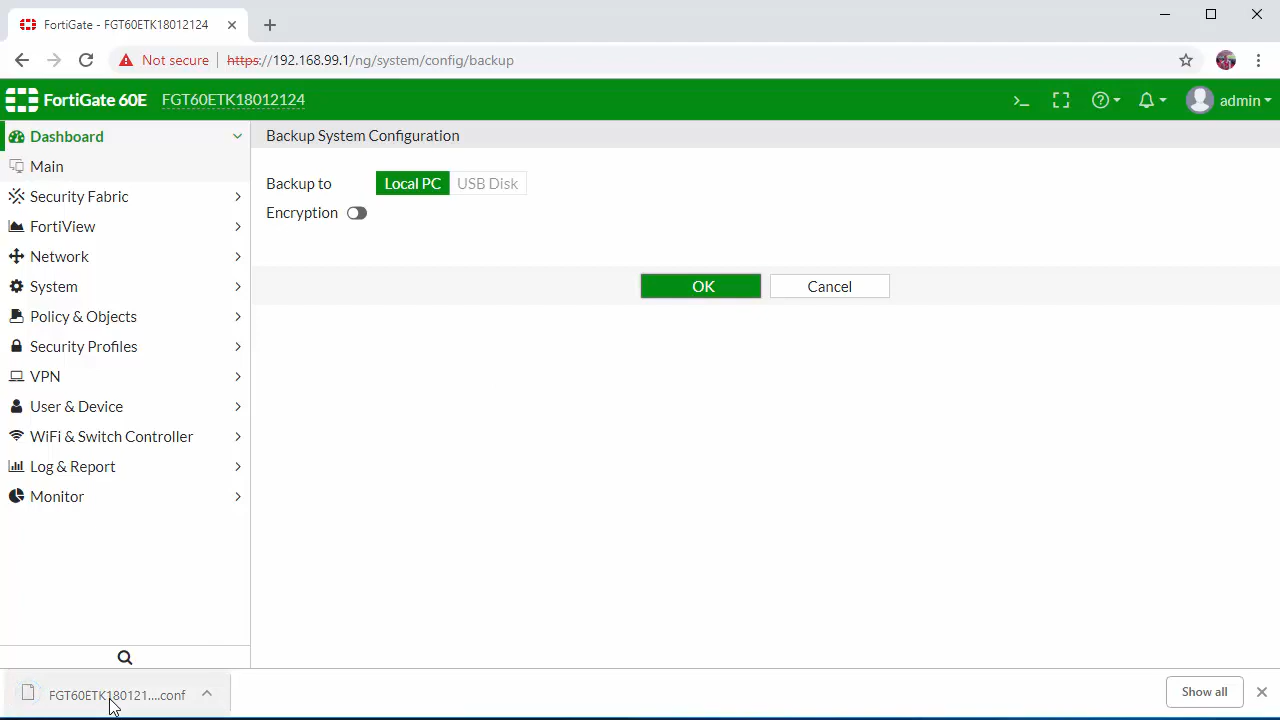 FortiGate - FGT60ETK18012124
Not secure https://192.168.99.1/ng/system/config/backup
FortiGate 60E FGT60ETK18012124 >_ admin
Dashboard
Main
Security Fabric
FortiView
Network
System
Policy & Objects
Security Profiles
VPN
User & Device
WiFi & Switch Controller
Log & Report
Monitor
Backup System Configuration
Backup to Local PC USB Disk
Encryption
OK Cancel
FGT60ETK180121....conf Show all